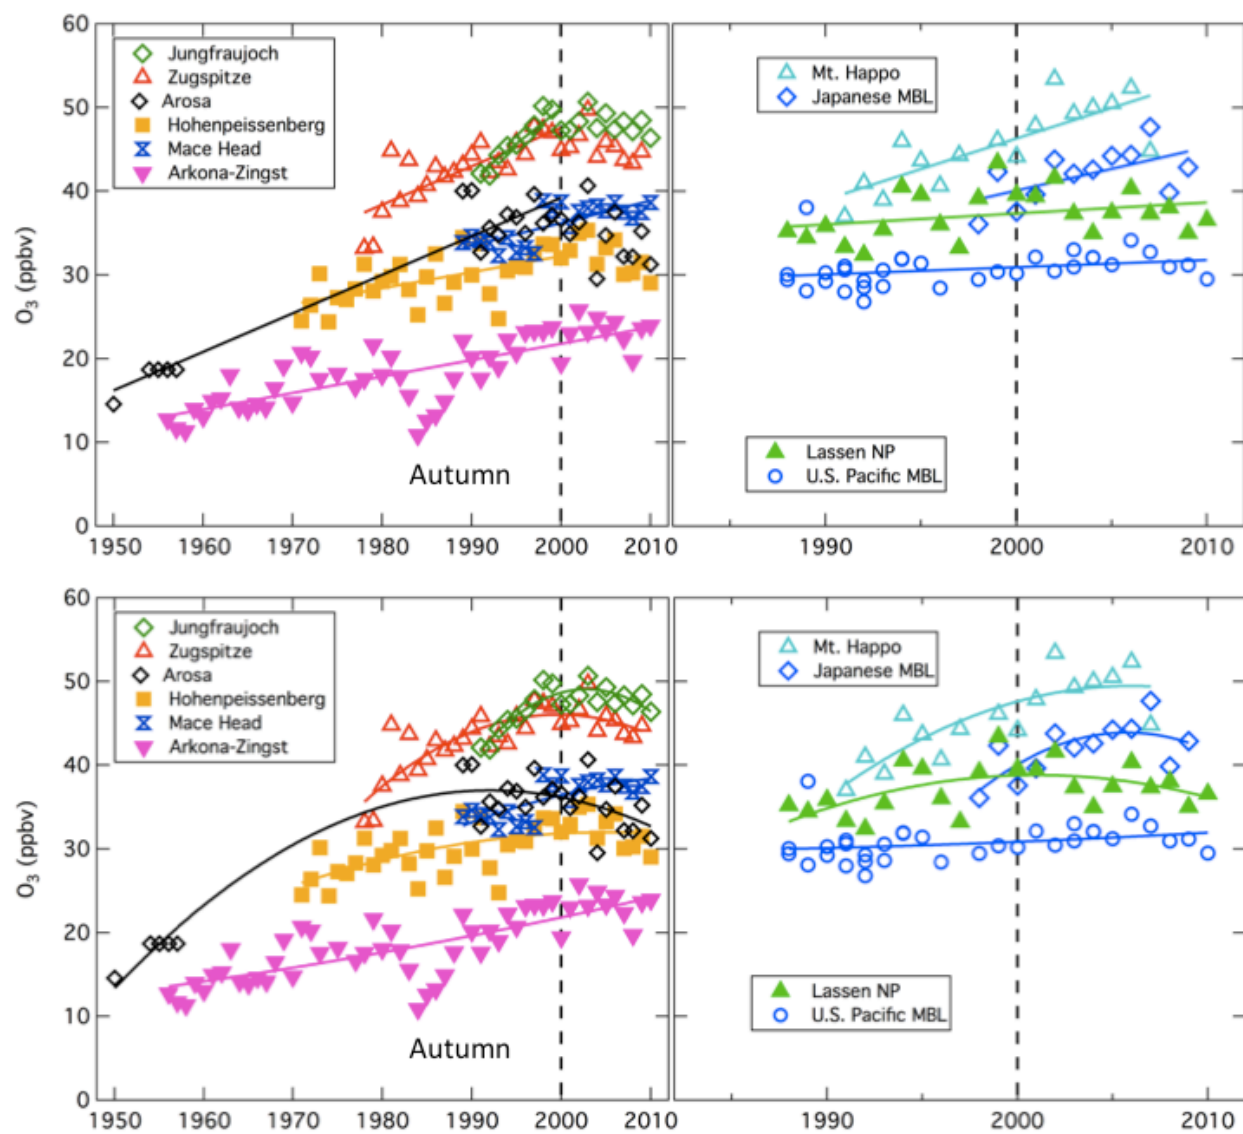 60
50
40
30
20
10
0
O3 (ppbv)
Jungfraujoch
Zugspitze
Arosa
Hohenpeissenberg
Mace Head
Arkona-Zingst
Autumn
1950 1960 1970 1980 1990 2000 2010
Mt. Happo
Japanese MBL
Lassen NP
U.S. Pacific MBL
1990 2000 2010
60
50
40
30
20
10
0
O3 (ppbv)
Jungfraujoch
Zugspitze
Arosa
Hohenpeissenberg
Mace Head
Arkona-Zingst
Autumn
1950 1960 1970 1980 1990 2000 2010
Mt. Happo
Japanese MBL
Lassen NP
U.S. Pacific MBL
1990 2000 2010